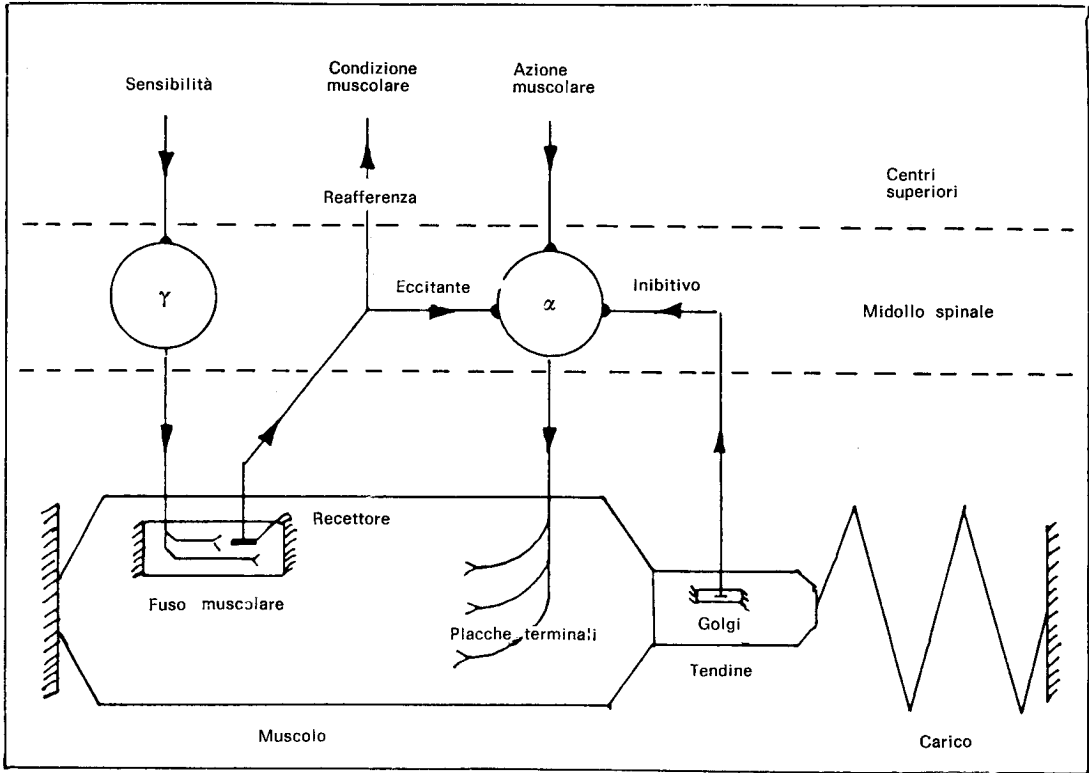 Sensibilità
Condizione
muscolare
Azione
muscolare
Reafferenza
Centri
superiori
γ
Eccitante
α
Inibitivo
Midollo spinale
Recettore
Fuso muscolare
Placche terminali
Golgi
Tendine
Muscolo
Carico